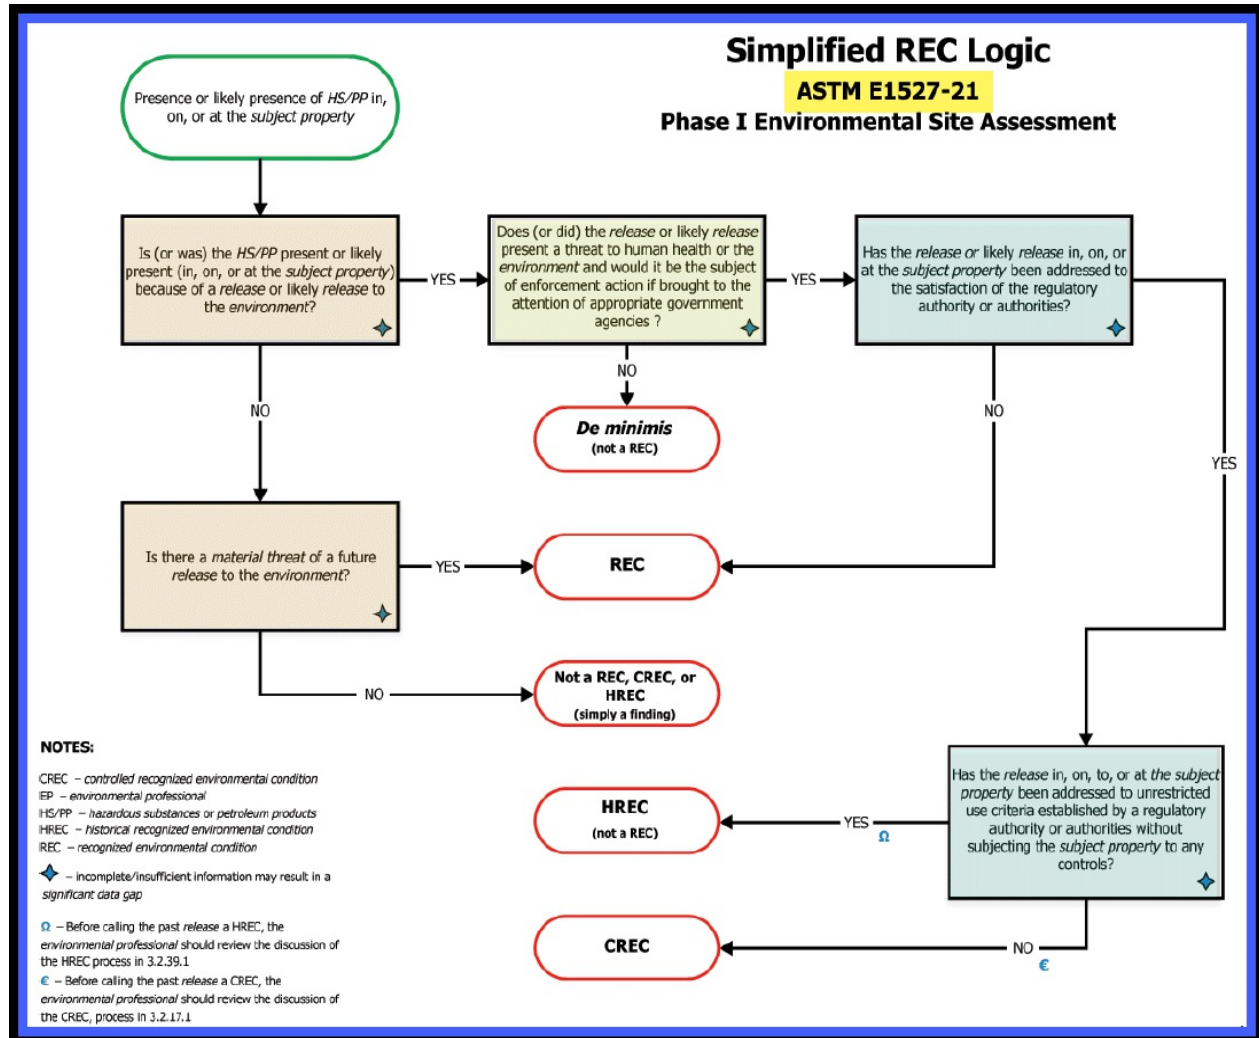 Simplified REC Logic
ASTM E1527-21
Phase I Environmental Site Assessment
Presence or likely presence of HS/PP in,
on, or at the subject property
Is (or was) the HS/PP present or likely
present (in, on, or at the subject property)
because of a release or likely release to
the environment?
YES
Does (or did) the release or likely release
present a threat to human health or the
environment and would it be the subject
of enforcement action if brought to the
attention of appropriate government
agencies ?
YES
Has the release or likely release in, on, or
at the subject property been addressed to
the satisfaction of the regulatory
authority or authorities?
NO
NO
NO
YES
De minimis
(not a REC)
Is there a material threat of a future
release to the environment?
YES
REC
NO
Not a REC, CREC, or
HREC
(simply a finding)
Has the release in, on, to, or at the subject
property been addressed to unrestricted
use criteria established by a regulatory
authority or authorities without
subjecting the subject property to any
controls?
YES
Ω
HREC
(not a REC)
NO
€
CREC
NOTES:
CREC – controlled recognized environmental condition
EP – environmental professional
HS/PP – hazardous substances or petroleum products
HREC – historical recognized environmental condition
REC – recognized environmental condition
– incomplete/insufficient information may result in a
significant data gap
Ω – Before calling the past release a HREC, the
environmental professional should review the discussion of
the HREC process in 3.2.39.1
€ – Before calling the past release a CREC, the
environmental professional should review the discussion of
the CREC, process in 3.2.17.1